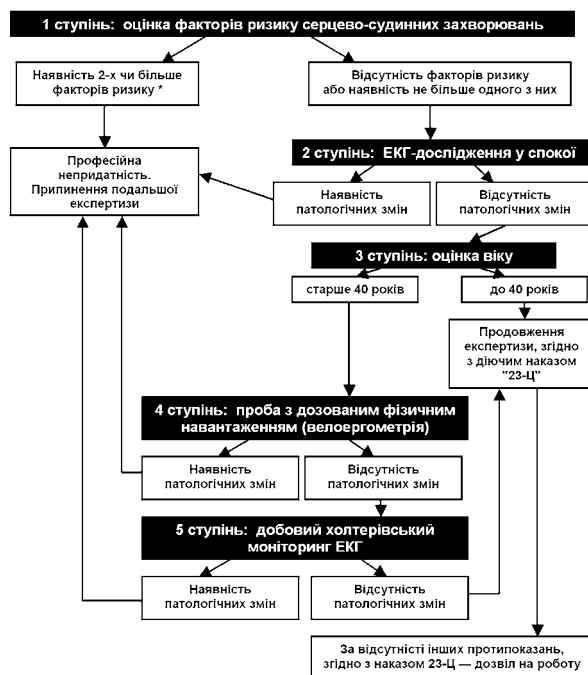 1 ступінь: оцінка факторів ризику серцево-судинних захворювань
Наявність 2-х чи більше
факторів ризику *
Відсутність факторів ризику
або наявність не більше одного з них
2 ступінь: ЕКГ-дослідження у спокої
Професійна
непридатність.
Припинення подальшої
експертизи
Наявність
патологічних змін
Відсутність
патологічних змін
3 ступінь: оцінка віку
старше 40 років
до 40 років
Продовження
експертизи, згідно
з діючим наказом
"23-Ц"
4 ступінь: проба з дозованим фізичним
навантаженням (велоергометрія)
Наявність
патологічних змін
Відсутність
патологічних змін
5 ступінь: добовий холтерівський
моніторинг ЕКГ
Наявність
патологічних змін
Відсутність
патологічних змін
За відсутності інших протипоказань,
згідно з наказом 23-Ц — дозвіл на роботу